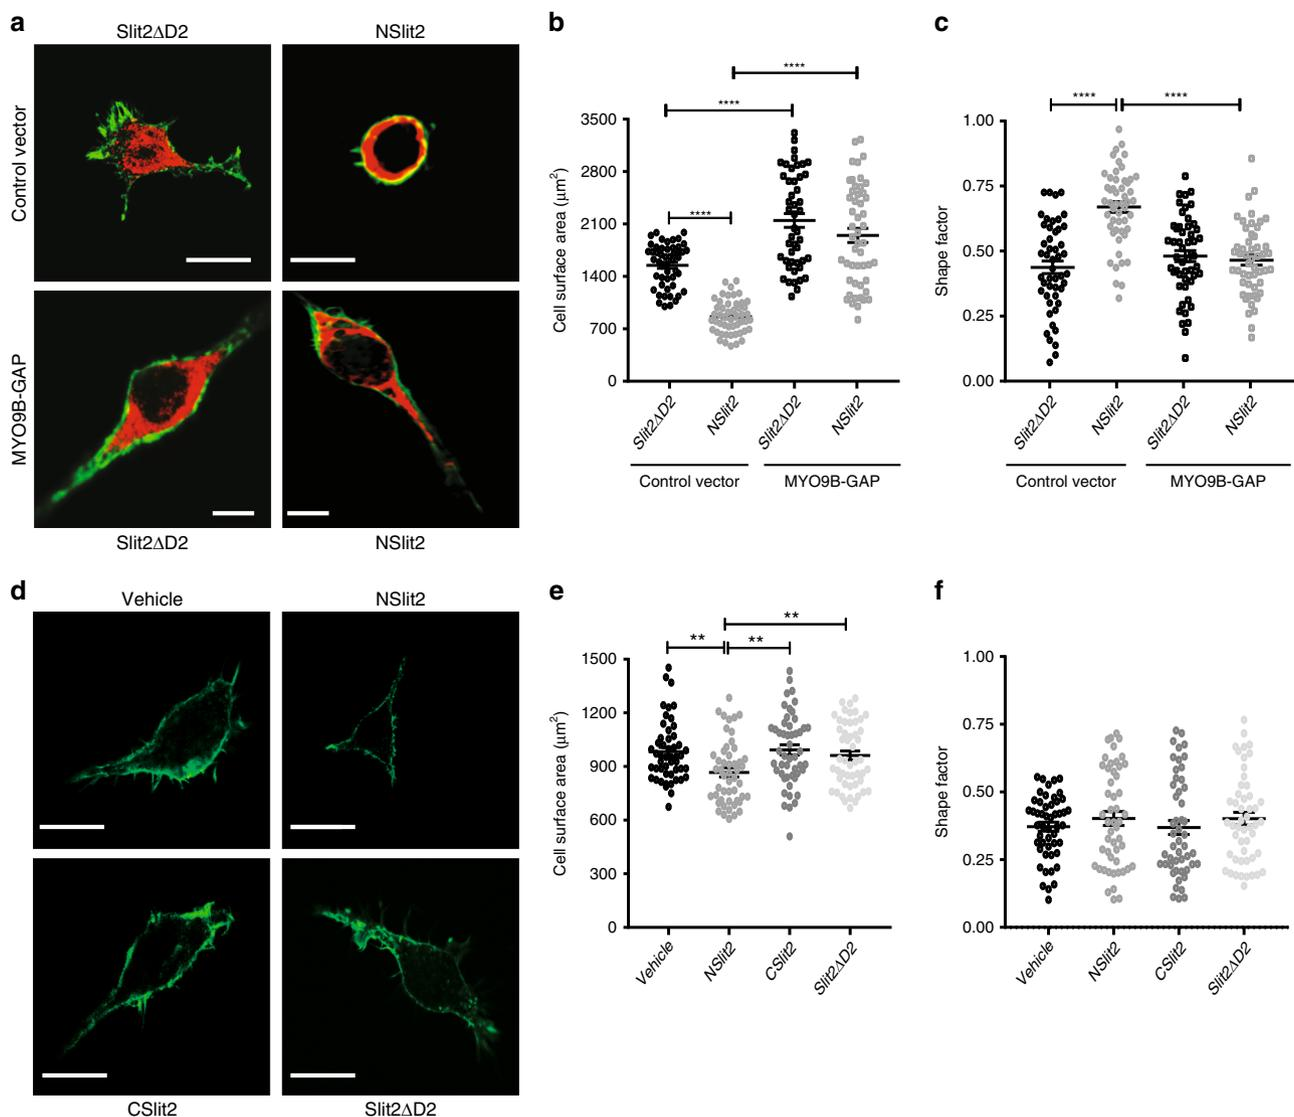 a
Slit2ΔD2
NSlit2
Control vector
MYO9B-GAP
Slit2ΔD2
NSlit2
b
****
****
****
3500
2800
2100
1400
700
0
Cell surface area (μm2)
Slit2ΔD2
NSlit2
Slit2ΔD2
NSlit2
Control vector
MYO9B-GAP
c
****
****
1.00
0.75
0.50
0.25
0.00
Shape factor
Slit2ΔD2
NSlit2
Slit2ΔD2
NSlit2
Control vector
MYO9B-GAP
d
Vehicle
NSlit2
CSlit2
Slit2ΔD2
e
**
**
**
1500
1200
900
600
300
0
Cell surface area (μm2)
Vehicle
NSlit2
CSlit2
Slit2ΔD2
f
1.00
0.75
0.50
0.25
0.00
Shape factor
Vehicle
NSlit2
CSlit2
Slit2ΔD2